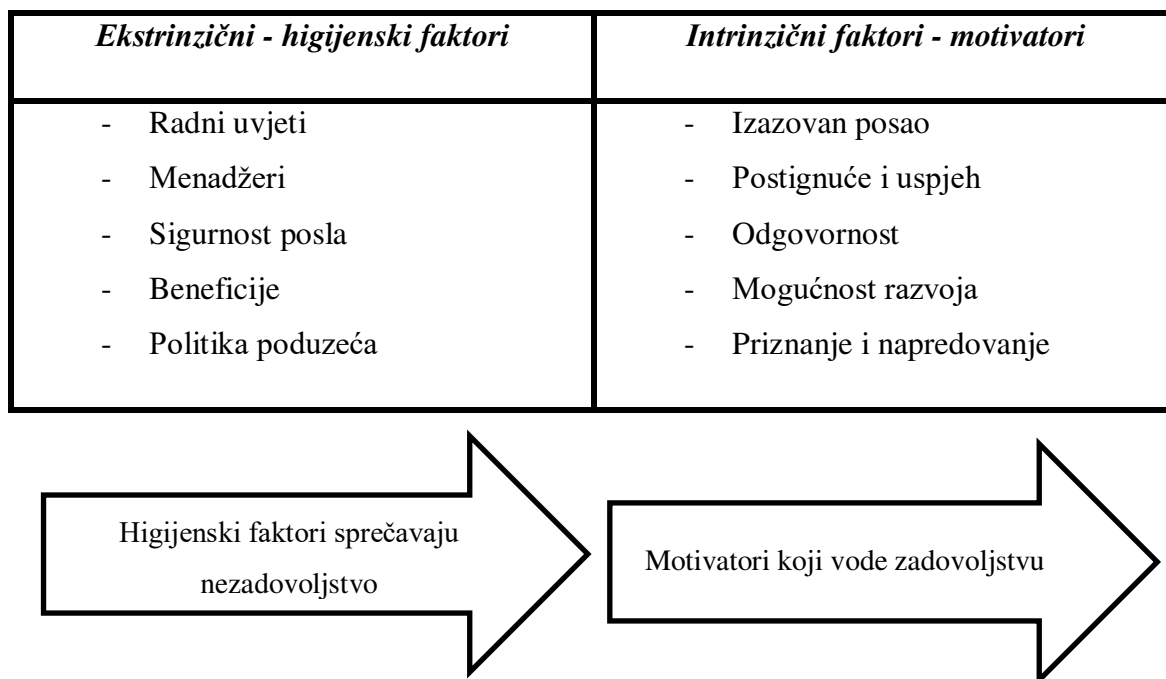 Ekstrinzični - higijenski faktori
Intrinzični faktori - motivatori
- Radni uvjeti
- Menadžeri
- Sigurnost posla
- Beneficije
- Politika poduzeća
- Izazovan posao
- Postignuće i uspjeh
- Odgovornost
- Mogućnost razvoja
- Priznanje i napredovanje
Higijenski faktori sprečavaju
nezadovoljstvo
Motivatori koji vode zadovoljstvu